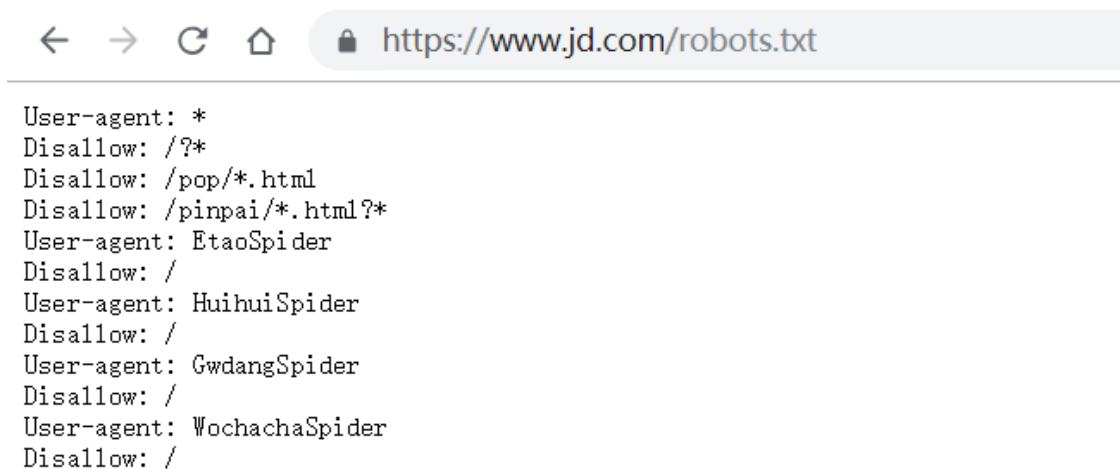 https://www.jd.com/robots.txt
User-agent: *
Disallow: /?*
Disallow: /pop/*.html
Disallow: /pinpai/*.html?*
User-agent: EtaoSpider
Disallow: /
User-agent: HuihuiSpider
Disallow: /
User-agent: GwdangSpider
Disallow: /
User-agent: WochachaSpider
Disallow: /